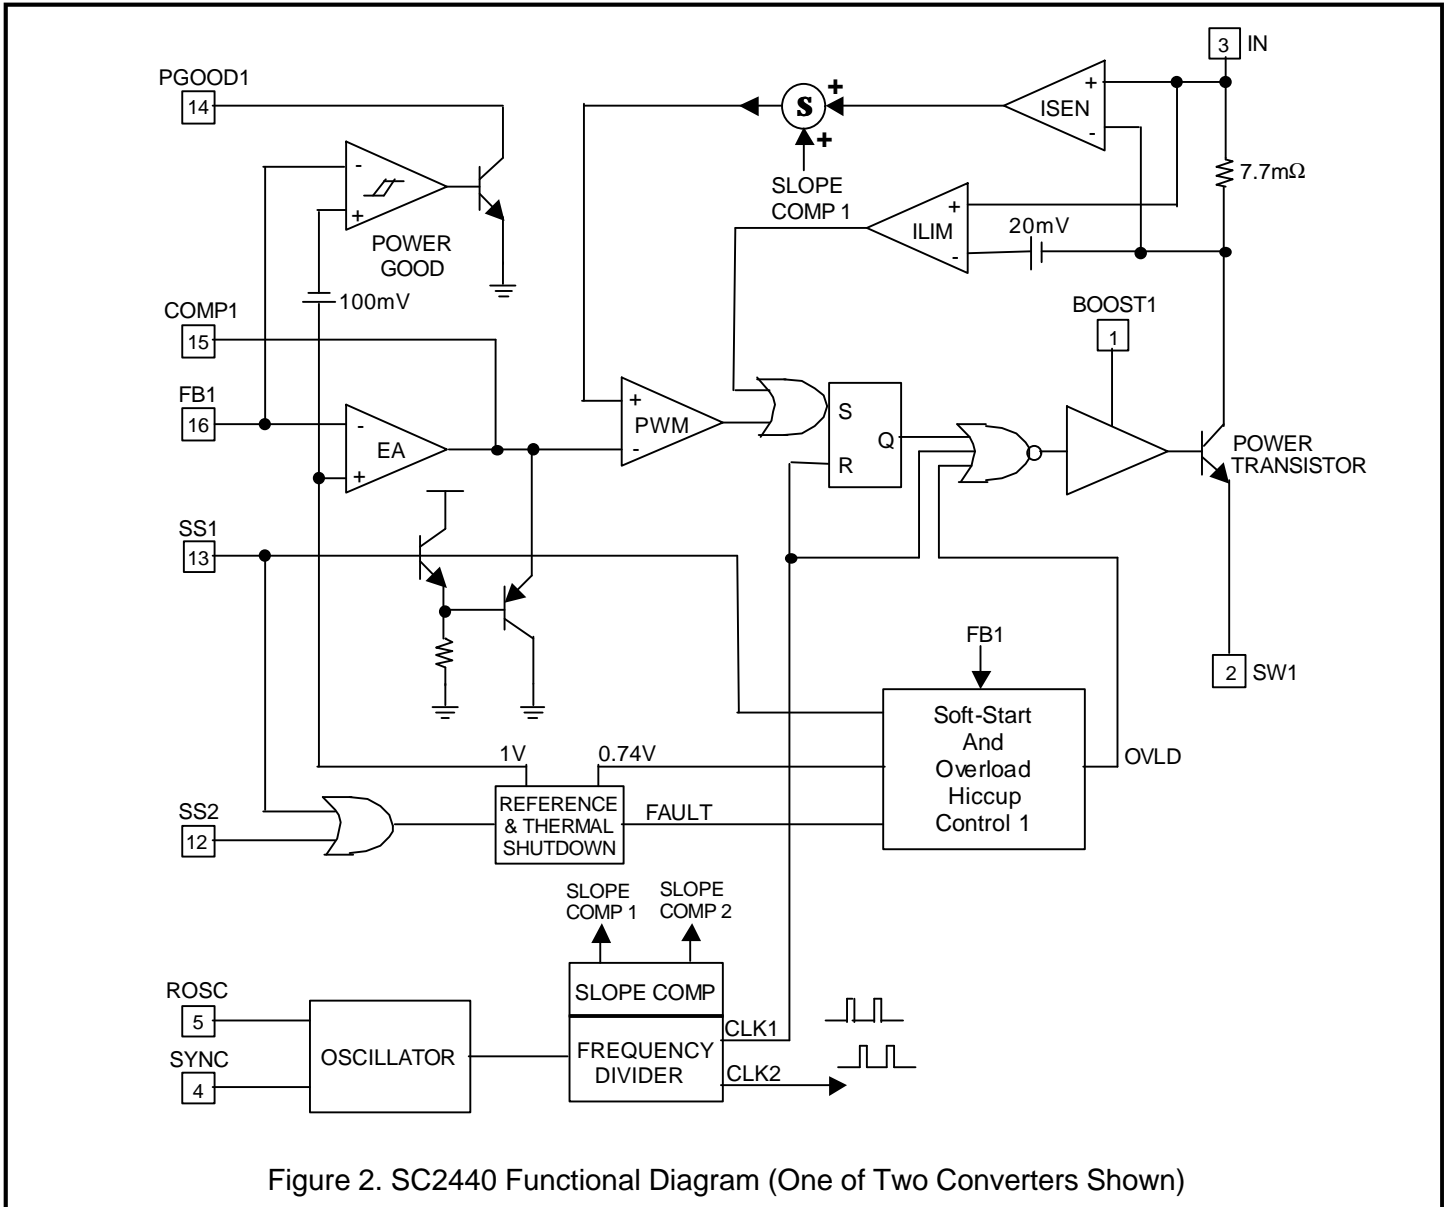 3 IN
PGOOD1
14
+
S
+
+
ISEN
-
SLOPE
COMP 1
7.7mΩ
-
+
POWER
GOOD
+
ILIM
-
20mV
100mV
COMP1
15
BOOST1
1
FB1
16
-
EA
+
+
PWM
-
S
Q
R
POWER
TRANSISTOR
SS1
13
FB1
2 SW1
Soft-Start
And
Overload
Hiccup
Control 1
OVLD
1V
0.74V
SS2
12
REFERENCE
& THERMAL
SHUTDOWN
FAULT
SLOPE
COMP 1
SLOPE
COMP 2
ROSC
5
SYNC
4
OSCILLATOR
SLOPE COMP
FREQUENCY
DIVIDER
CLK1
CLK2
Figure 2. SC2440 Functional Diagram (One of Two Converters Shown)